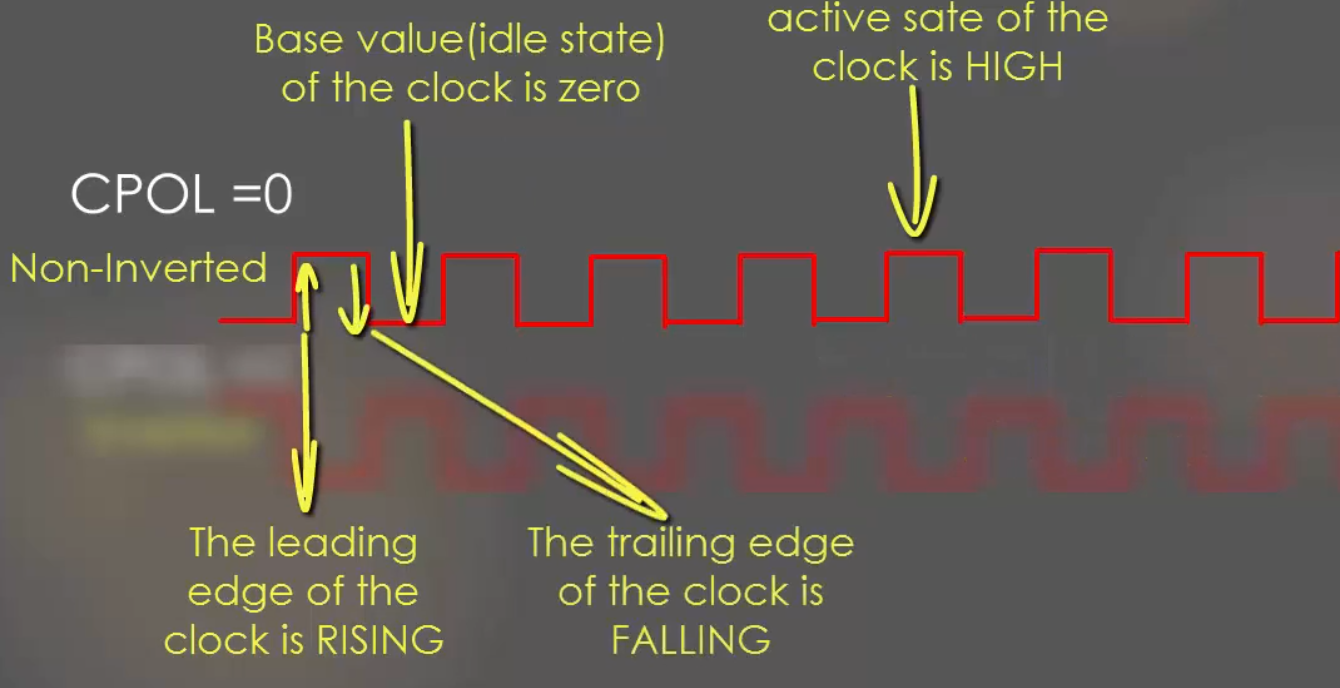 Base value(idle state)
of the clock is zero
active sate of the
clock is HIGH
CPOL =0
Non-Inverted
The leading
edge of the
clock is RISING
The trailing edge
of the clock is
FALLING